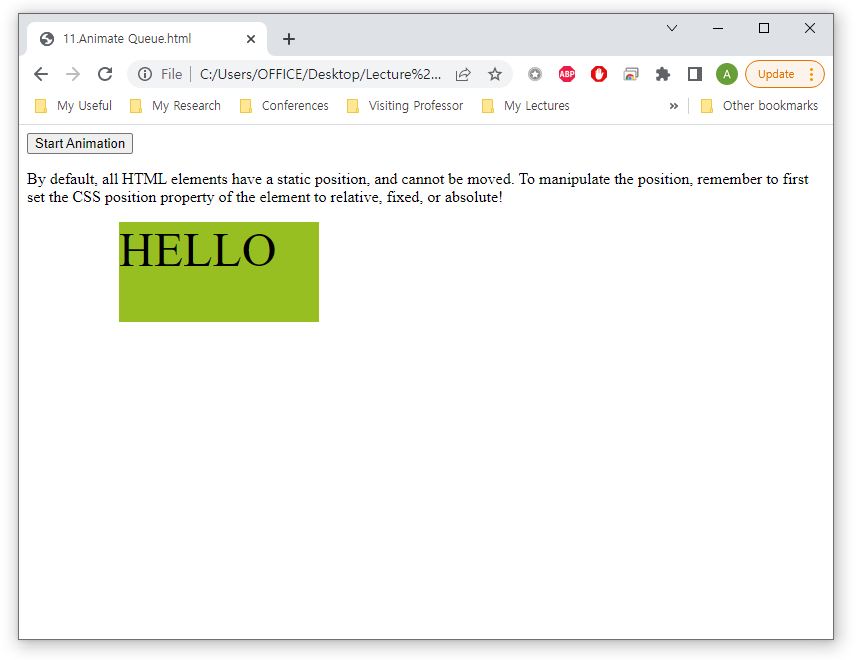 11.Animate Queue.html
File
C:/Users/OFFICE/Desktop/Lecture%2...
ABP
A
Update
My Useful
My Research
Conferences
Visiting Professor
My Lectures
»
Other bookmarks
Start Animation
By default, all HTML elements have a static position, and cannot be moved. To manipulate the position, remember to first
set the CSS position property of the element to relative, fixed, or absolute!
HELLO